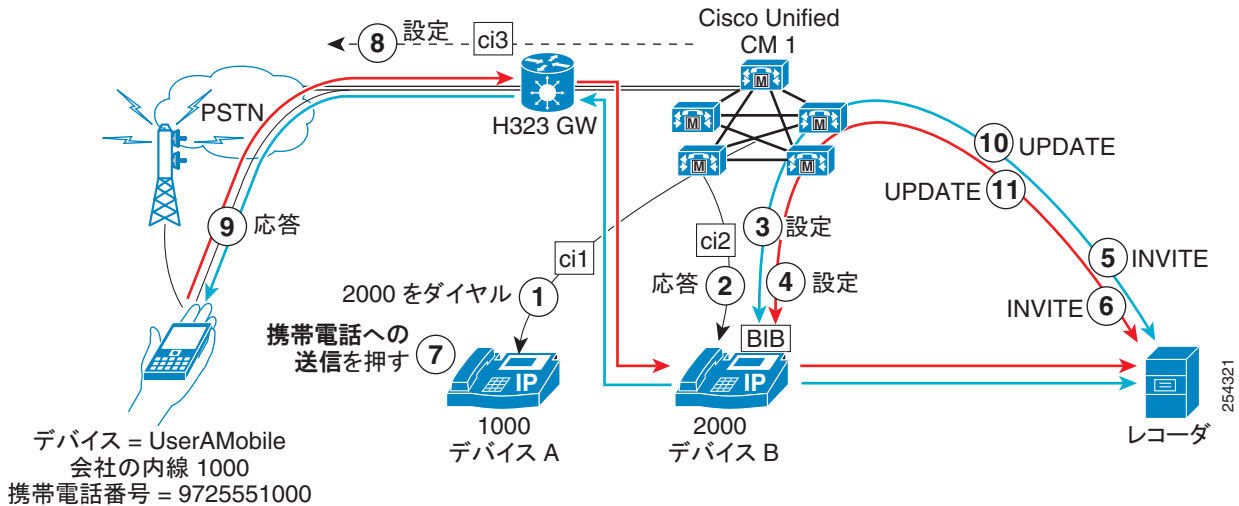 Cisco Unified
CM 1
8 設定
ci3
PSTN
H323 GW
M
M
M
M
M
10 UPDATE
UPDATE 11
9 応答
ci1
ci2
3 設定
応答 2
4 設定
5 INVITE
INVITE 6
2000 をダイヤル 1
携帯電話への
送信を押す 7
BIB
IP
IP
254321
1000
デバイス A
2000
デバイス B
レコーダ
デバイス = UserAMobile
会社の内線 1000
携帯電話番号 = 9725551000